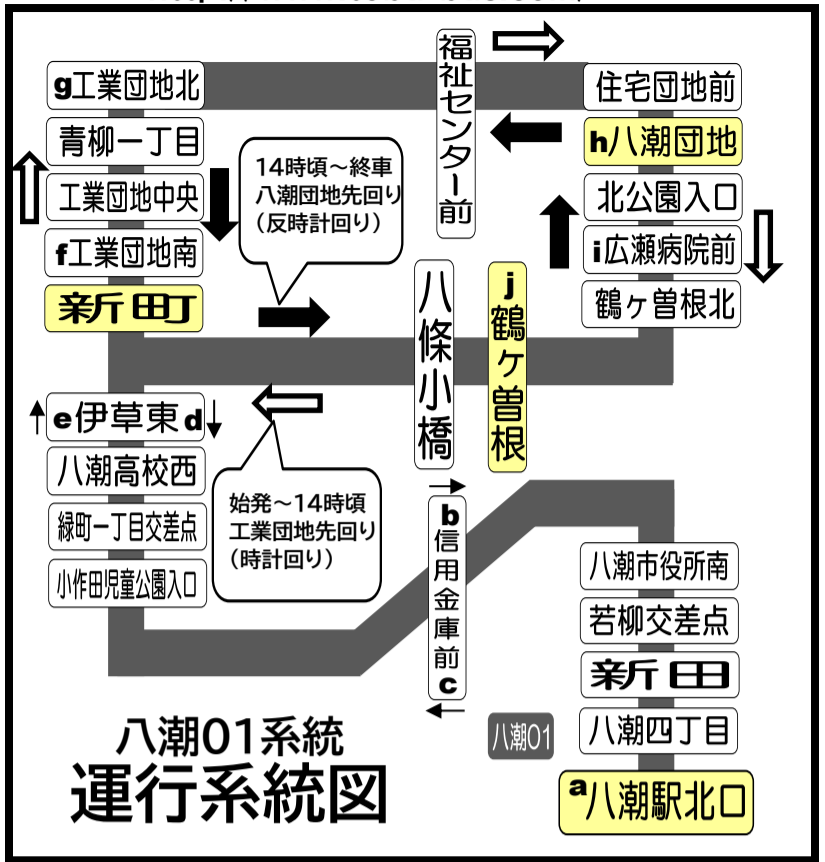 g工業団地北
青柳一丁目
工業団地中央
f工業団地南
新町
14時頃～終車
八潮団地先回り
(反時計回り)
福祉センター前
住宅団地前
h八潮団地
北公園入口
i広瀬病院前
鶴ヶ曽根北
八條小橋
j鶴ヶ曽根
e伊草東d
八潮高校西
緑町一丁目交差点
小作田児童公園入口
始発～14時頃
工業団地先回り
(時計回り)
b信用金庫前c
八潮市役所南
若柳交差点
新田
八潮四丁目
a八潮駅北口
八潮01
八潮01系統
運行系統図